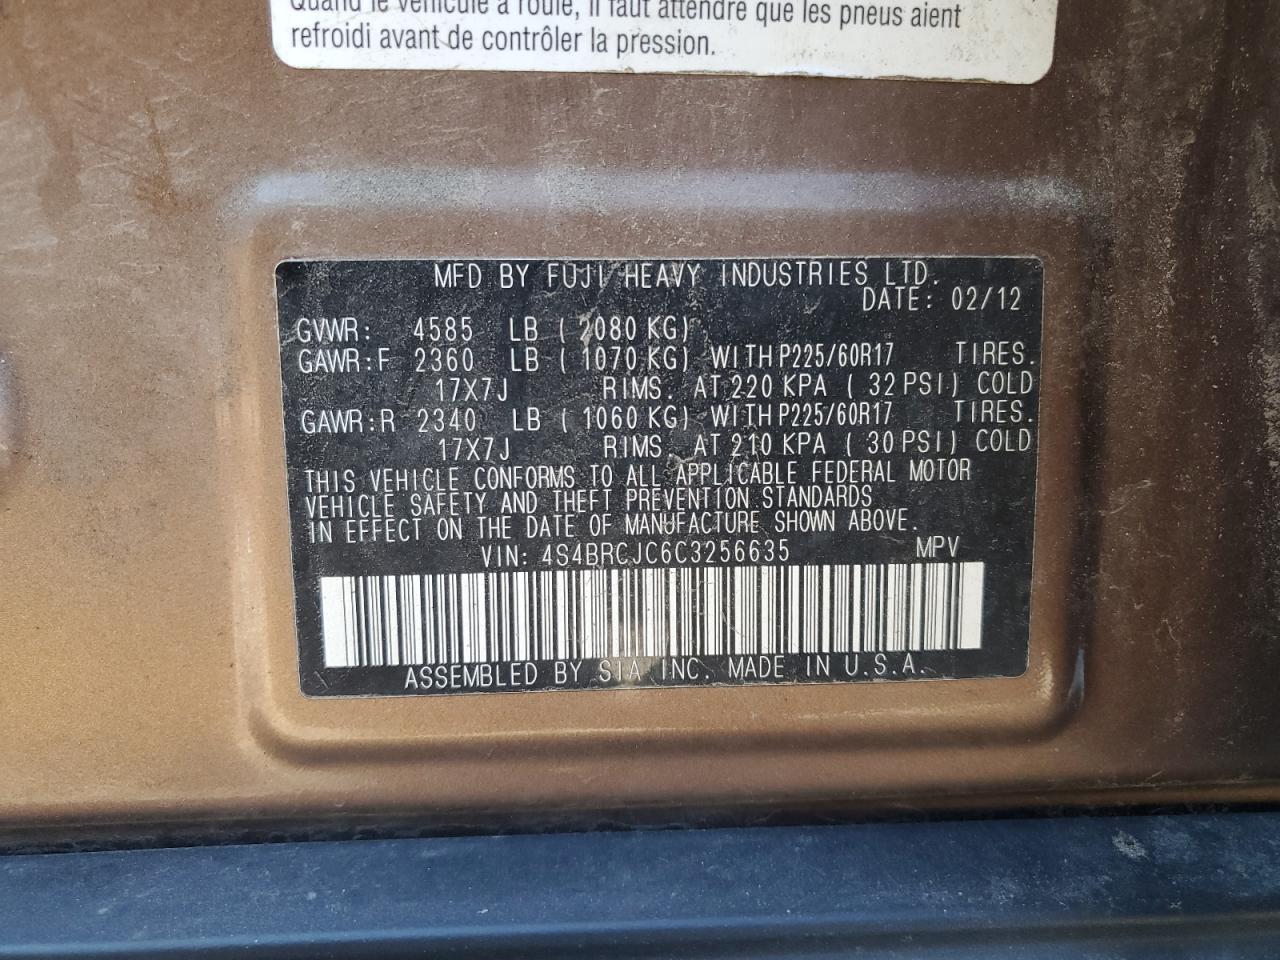 Quand le véhicule a roulé, il faut attendre que les pneus aient
refroidi avant de contrôler la pression.
MFD BY FUJI HEAVY INDUSTRIES LTD.
DATE: 02/12
GVWR: 4585 LB ( 2080 KG)
GAWR:F 2360 LB ( 1070 KG) WITH P225/60R17 TIRES.
17X7J RIMS. AT 220 KPA ( 32 PSI) COLD
GAWR:R 2340 LB ( 1060 KG) WITH P225/60R17 TIRES.
17X7J RIMS. AT 210 KPA ( 30 PSI) COLD
THIS VEHICLE CONFORMS TO ALL APPLICABLE FEDERAL MOTOR
VEHICLE SAFETY AND THEFT PREVENTION STANDARDS
IN EFFECT ON THE DATE OF MANUFACTURE SHOWN ABOVE.
VIN: 4S4BRCJC6C3256635 MPV
ASSEMBLED BY SIA INC. MADE IN U.S.A.